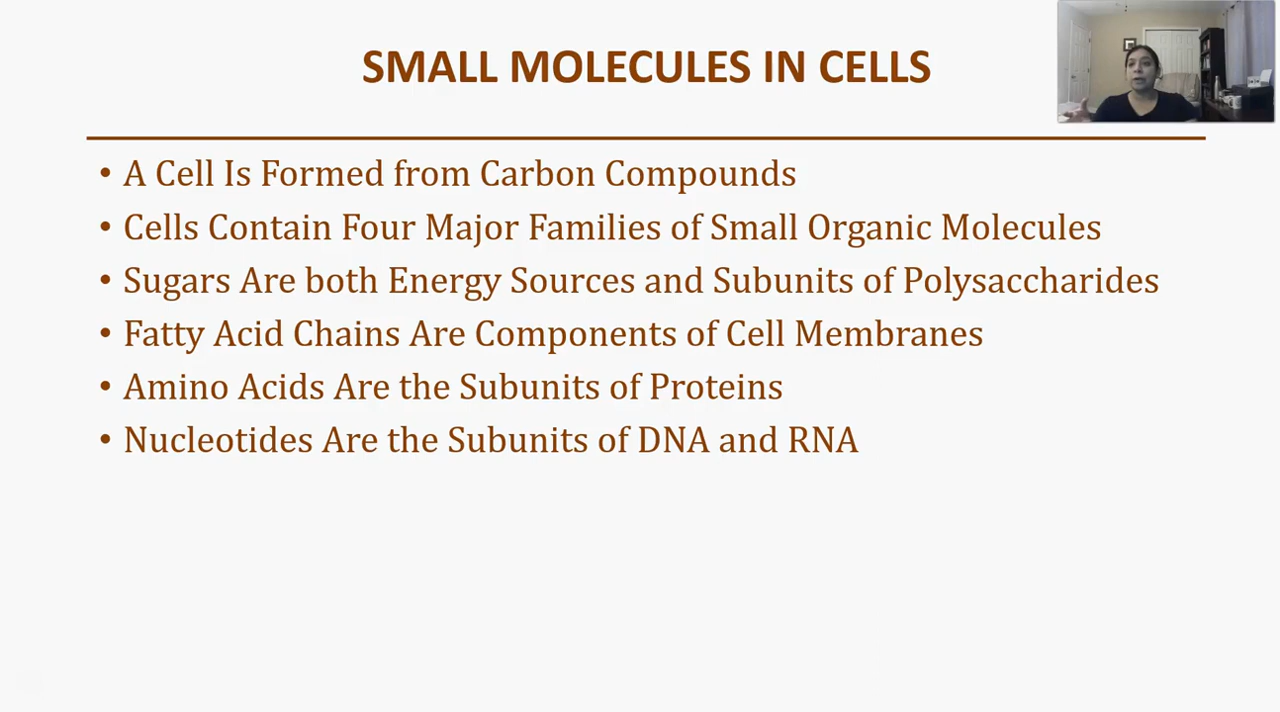 SMALL MOLECULES IN CELLS
• A Cell Is Formed from Carbon Compounds
• Cells Contain Four Major Families of Small Organic Molecules
• Sugars Are both Energy Sources and Subunits of Polysaccharides
• Fatty Acid Chains Are Components of Cell Membranes
• Amino Acids Are the Subunits of Proteins
• Nucleotides Are the Subunits of DNA and RNA